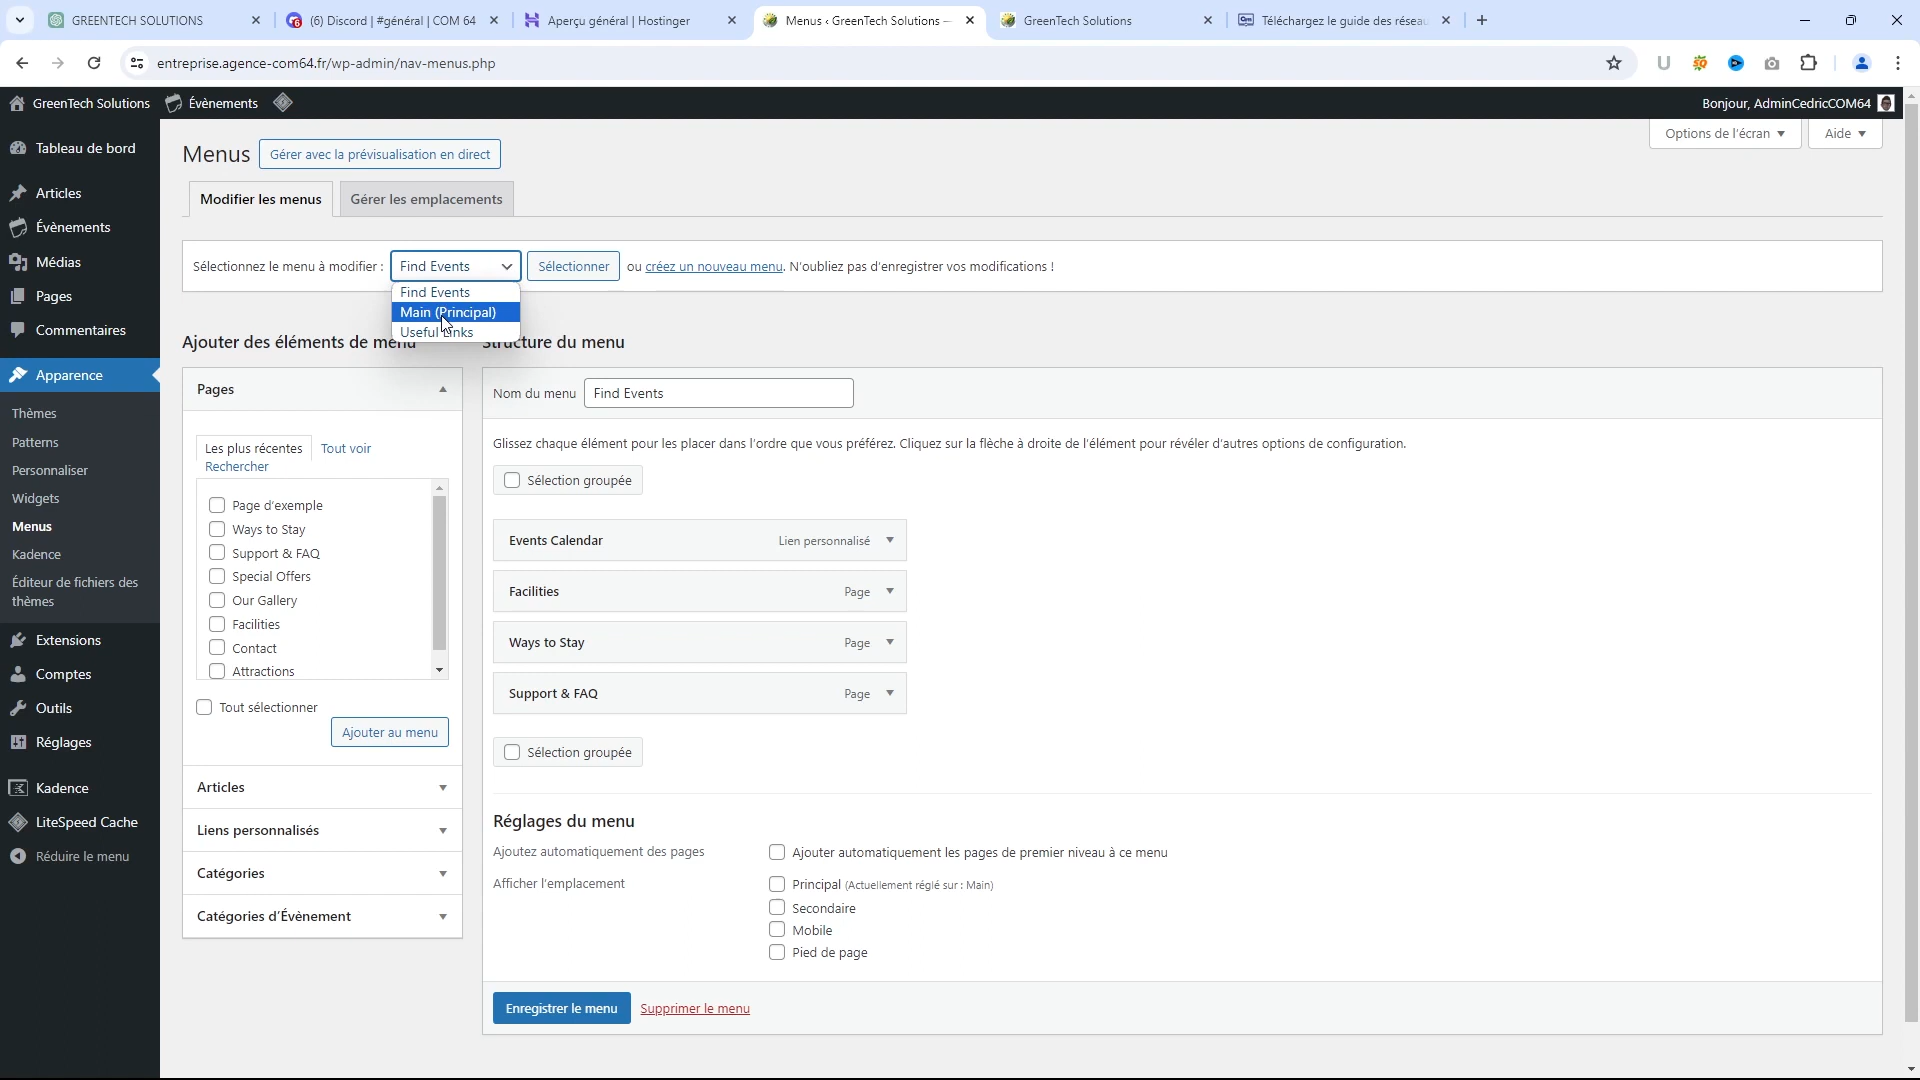 GREENTECH SOLUTIONS
(6) Discord | #général | COM 64
Aperçu général | Hostinger
Menus ‹ GreenTech Solutions —
GreenTech Solutions
Téléchargez le guide des réseau
entreprise.agence-com64.fr/wp-admin/nav-menus.php
GreenTech Solutions
Évènements
Bonjour, AdminCedricCOM64
Tableau de bord
Articles
Évènements
Médias
Pages
Commentaires
Apparence
Thèmes
Patterns
Personnaliser
Widgets
Menus
Kadence
Éditeur de fichiers des
thèmes
Extensions
Comptes
Outils
Réglages
Kadence
LiteSpeed Cache
Réduire le menu
Options de l'écran
Aide
Menus
Gérer avec la prévisualisation en direct
Modifier les menus
Gérer les emplacements
Sélectionnez le menu à modifier : Find Events Sélectionner ou créez un nouveau menu. N'oubliez pas d'enregistrer vos modifications !
Find Events
Main (Principal)
Useful Links
Ajouter des éléments de menu
Pages
Les plus récentes
Tout voir
Rechercher
Page d'exemple
Ways to Stay
Support & FAQ
Special Offers
Our Gallery
Facilities
Contact
Attractions
Tout sélectionner
Ajouter au menu
Articles
Liens personnalisés
Catégories
Catégories d'Évènement
Structure du menu
Nom du menu Find Events
Glissez chaque élément pour les placer dans l'ordre que vous préférez. Cliquez sur la flèche à droite de l'élément pour révéler d'autres options de configuration.
Sélection groupée
Events Calendar Lien personnalisé
Facilities Page
Ways to Stay Page
Support & FAQ Page
Sélection groupée
Réglages du menu
Ajoutez automatiquement des pages
Ajouter automatiquement les pages de premier niveau à ce menu
Afficher l'emplacement
Principal (Actuellement réglé sur : Main)
Secondaire
Mobile
Pied de page
Enregistrer le menu
Supprimer le menu